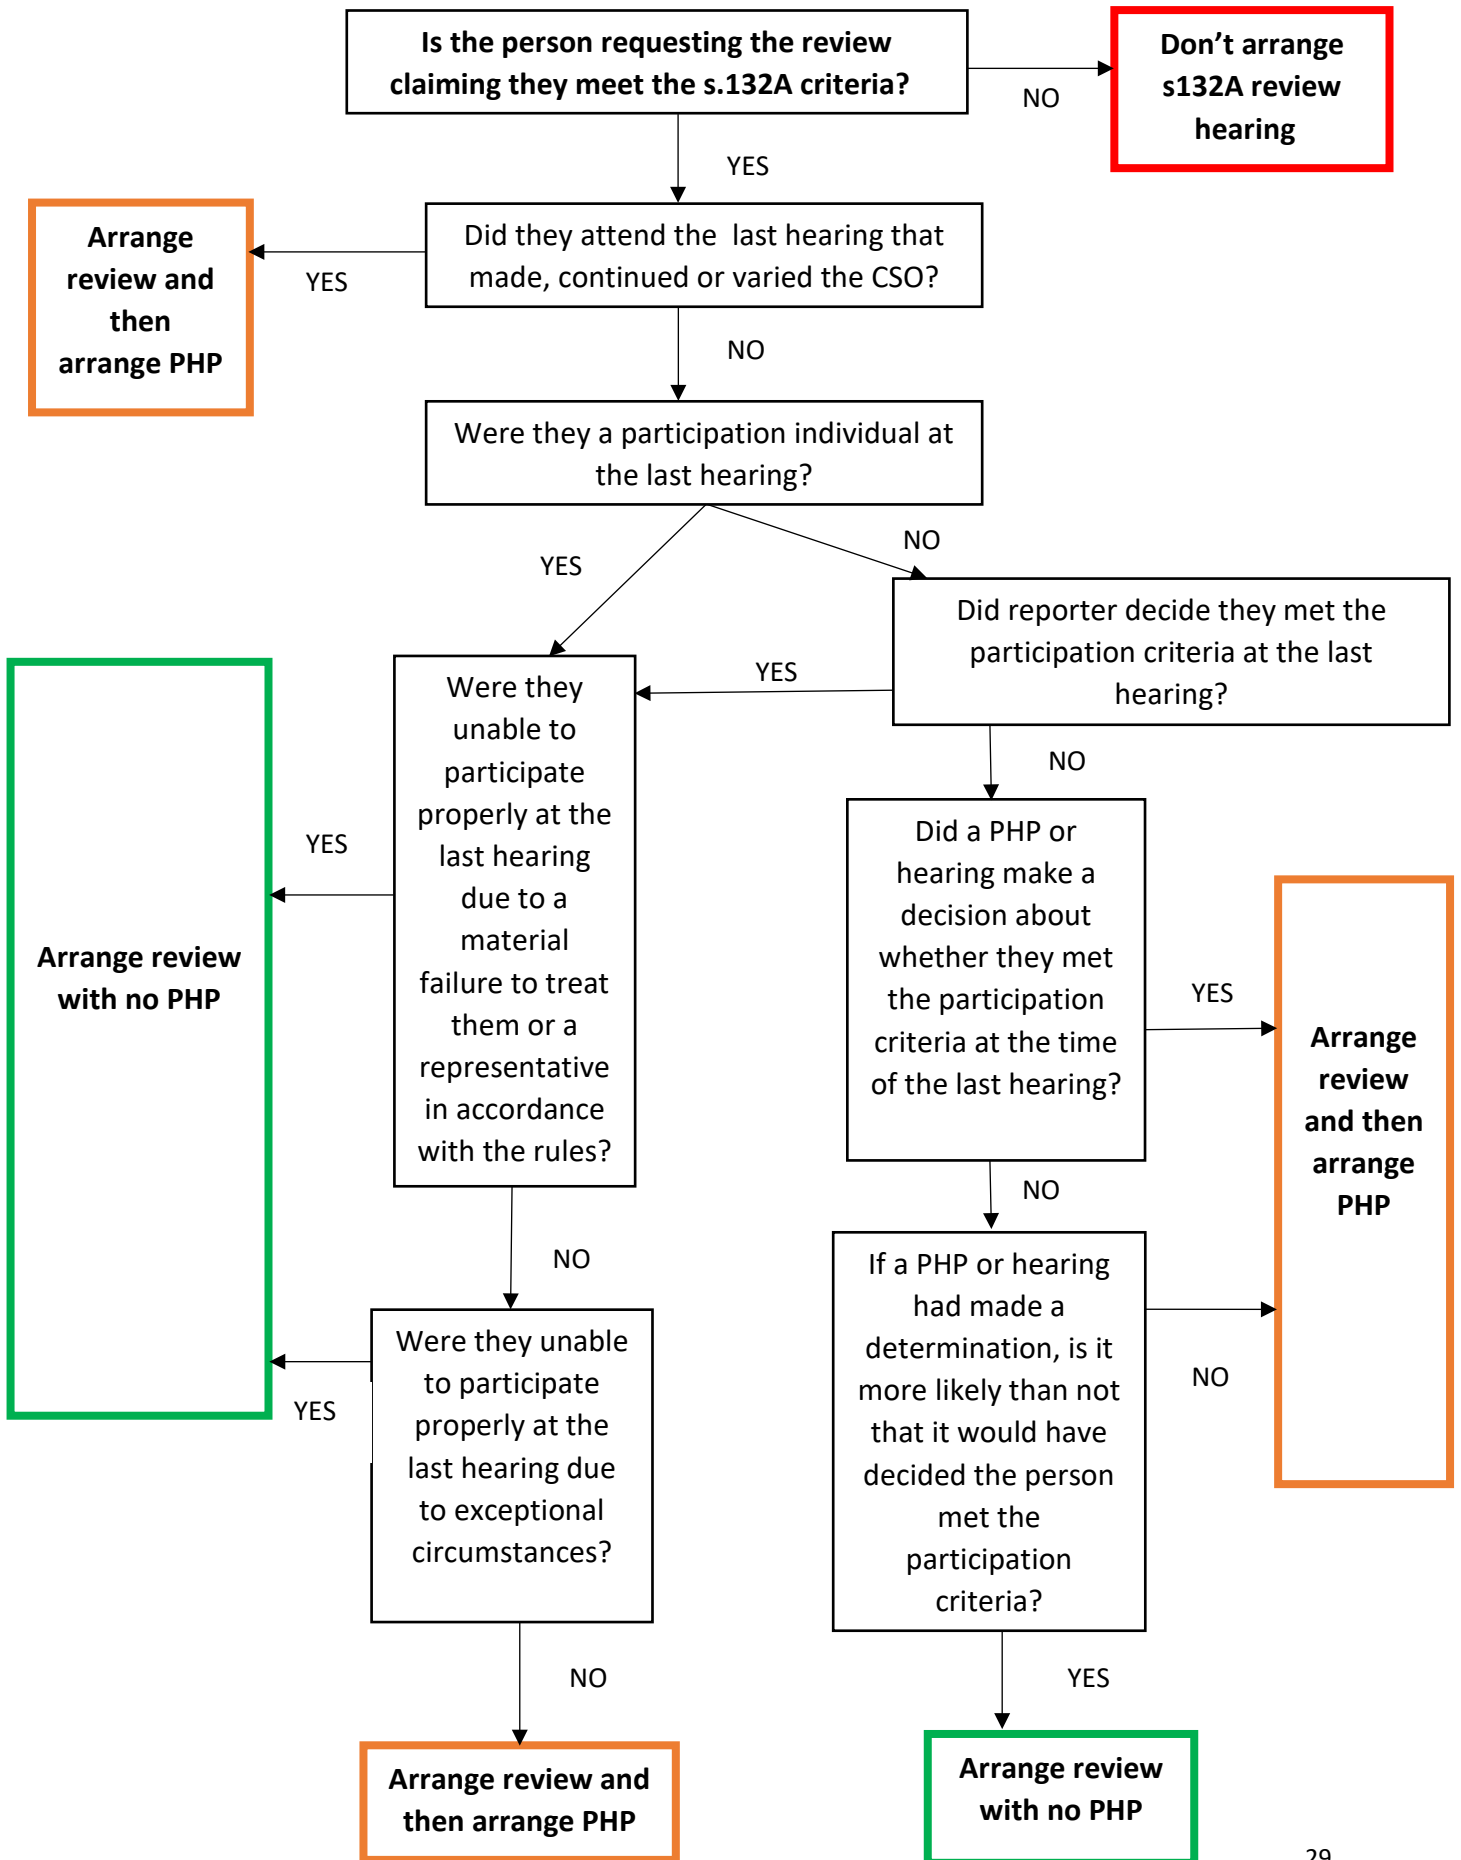 Is the person requesting the review
claiming they meet the s.132A criteria?
Don’t arrange
s132A review
hearing
NO
YES
Arrange
review and
then
arrange PHP
YES
Did they attend the  last hearing that
made, continued or varied the CSO?
NO
Were they a participation individual at
the last hearing?
YES
NO
Did reporter decide they met the
participation criteria at the last
hearing?
YES
NO
Were they
unable to
participate
properly at the
last hearing
due to a
material
failure to treat
them or a
representative
in accordance
with the rules?
YES
Arrange review
with no PHP
Did a PHP or
hearing make a
decision about
whether they met
the participation
criteria at the time
of the last hearing?
YES
Arrange
review
and then
arrange
PHP
NO
NO
Were they unable
to participate
properly at the
last hearing due
to exceptional
circumstances?
YES
If a PHP or hearing
had made a
determination, is it
more likely than not
that it would have
decided the person
met the
participation
criteria?
NO
NO
YES
Arrange review and
then arrange PHP
Arrange review
with no PHP
29